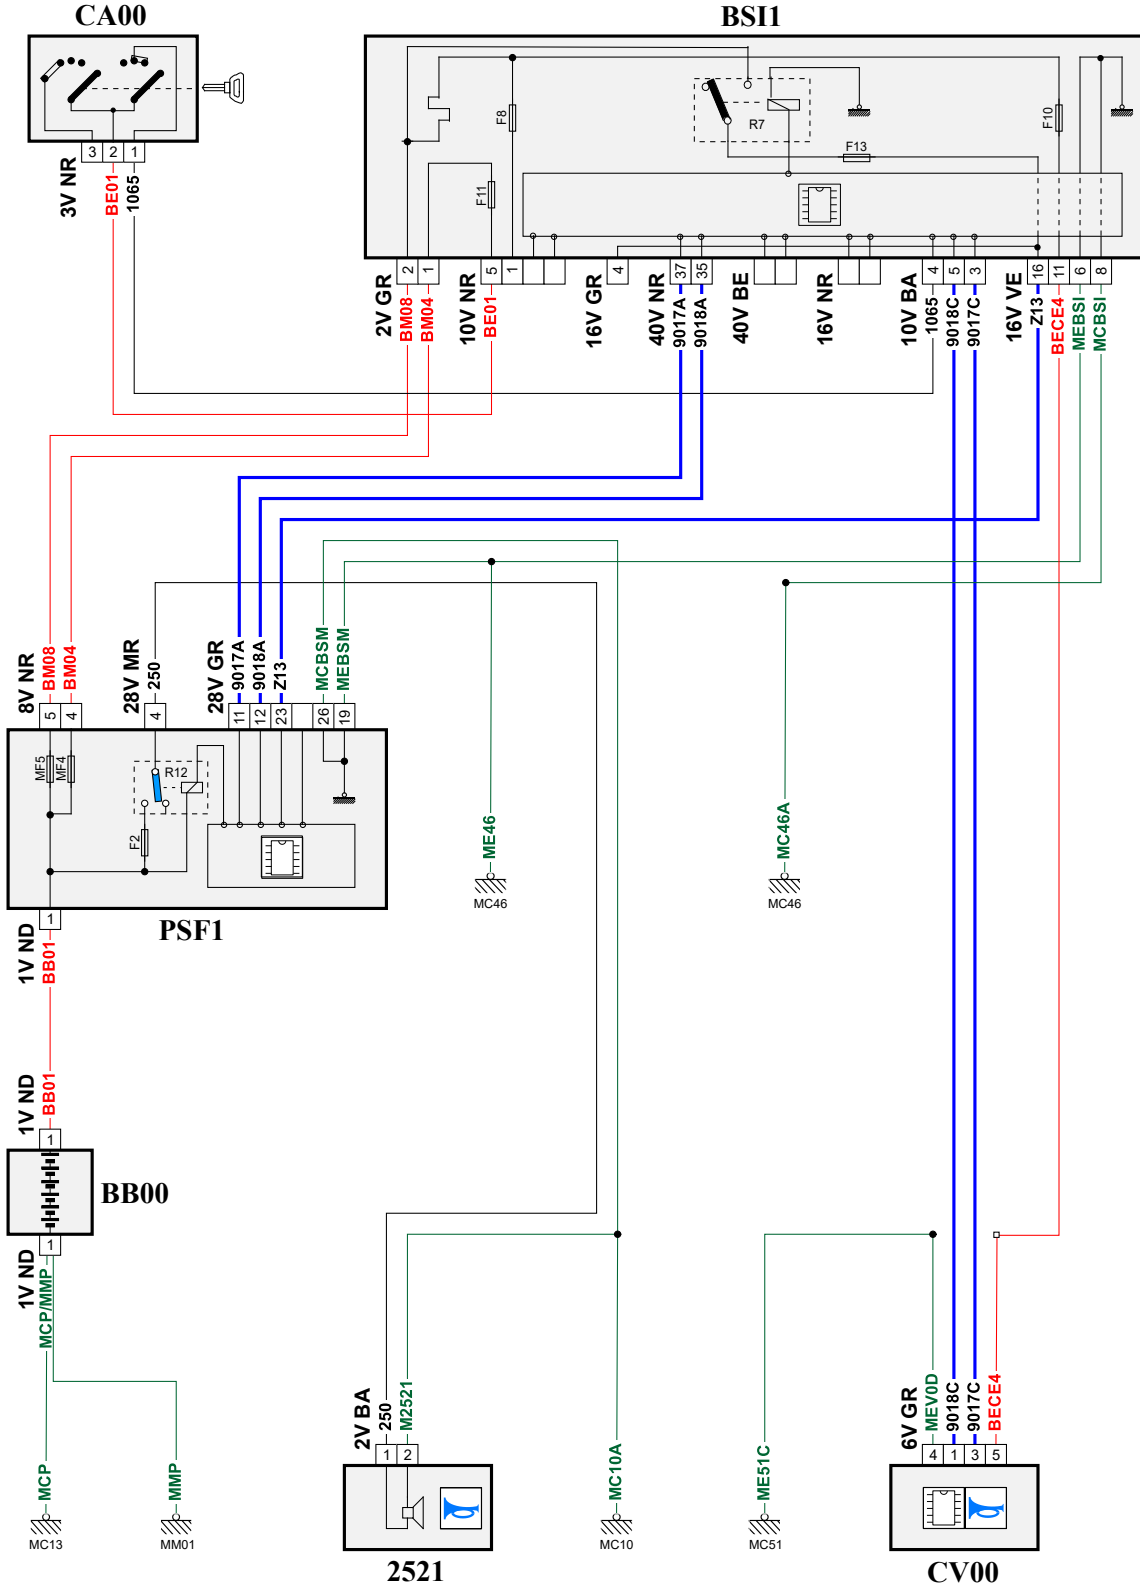 CA00
BSI1
F8
R7
F10
F13
F11
3 2 1
3V NR
BE01
1065
2 1
2V GR
BM08
BM04
5 1
10V NR
BE01
4
16V GR
37 35
40V NR
9017A
9018A
40V BE
16V NR
4 5 3
10V BA
1065
9018C
9017C
16 11 6 8
16V VE
Z13
BECE4
MEBSI
MCBSI
8V NR
BM08
BM04
28V MR
250
28V GR
9017A
9018A
Z13
MCBSM
MEBSM
5 4
4
11 12 23 26 19
MF5
MF4
R12
F2
1
PSF1
ME46
MC46
MC46A
MC46
1V ND
BB01
1V ND
BB01
1
BB00
1
1V ND
MCP/MMP
MCP
MC13
MMP
MM01
2V BA
250
M2521
1 2
2521
MC10A
MC10
ME51C
MC51
6V GR
MEV0D
9018C
9017C
BECE4
4 1 3 5
CV00